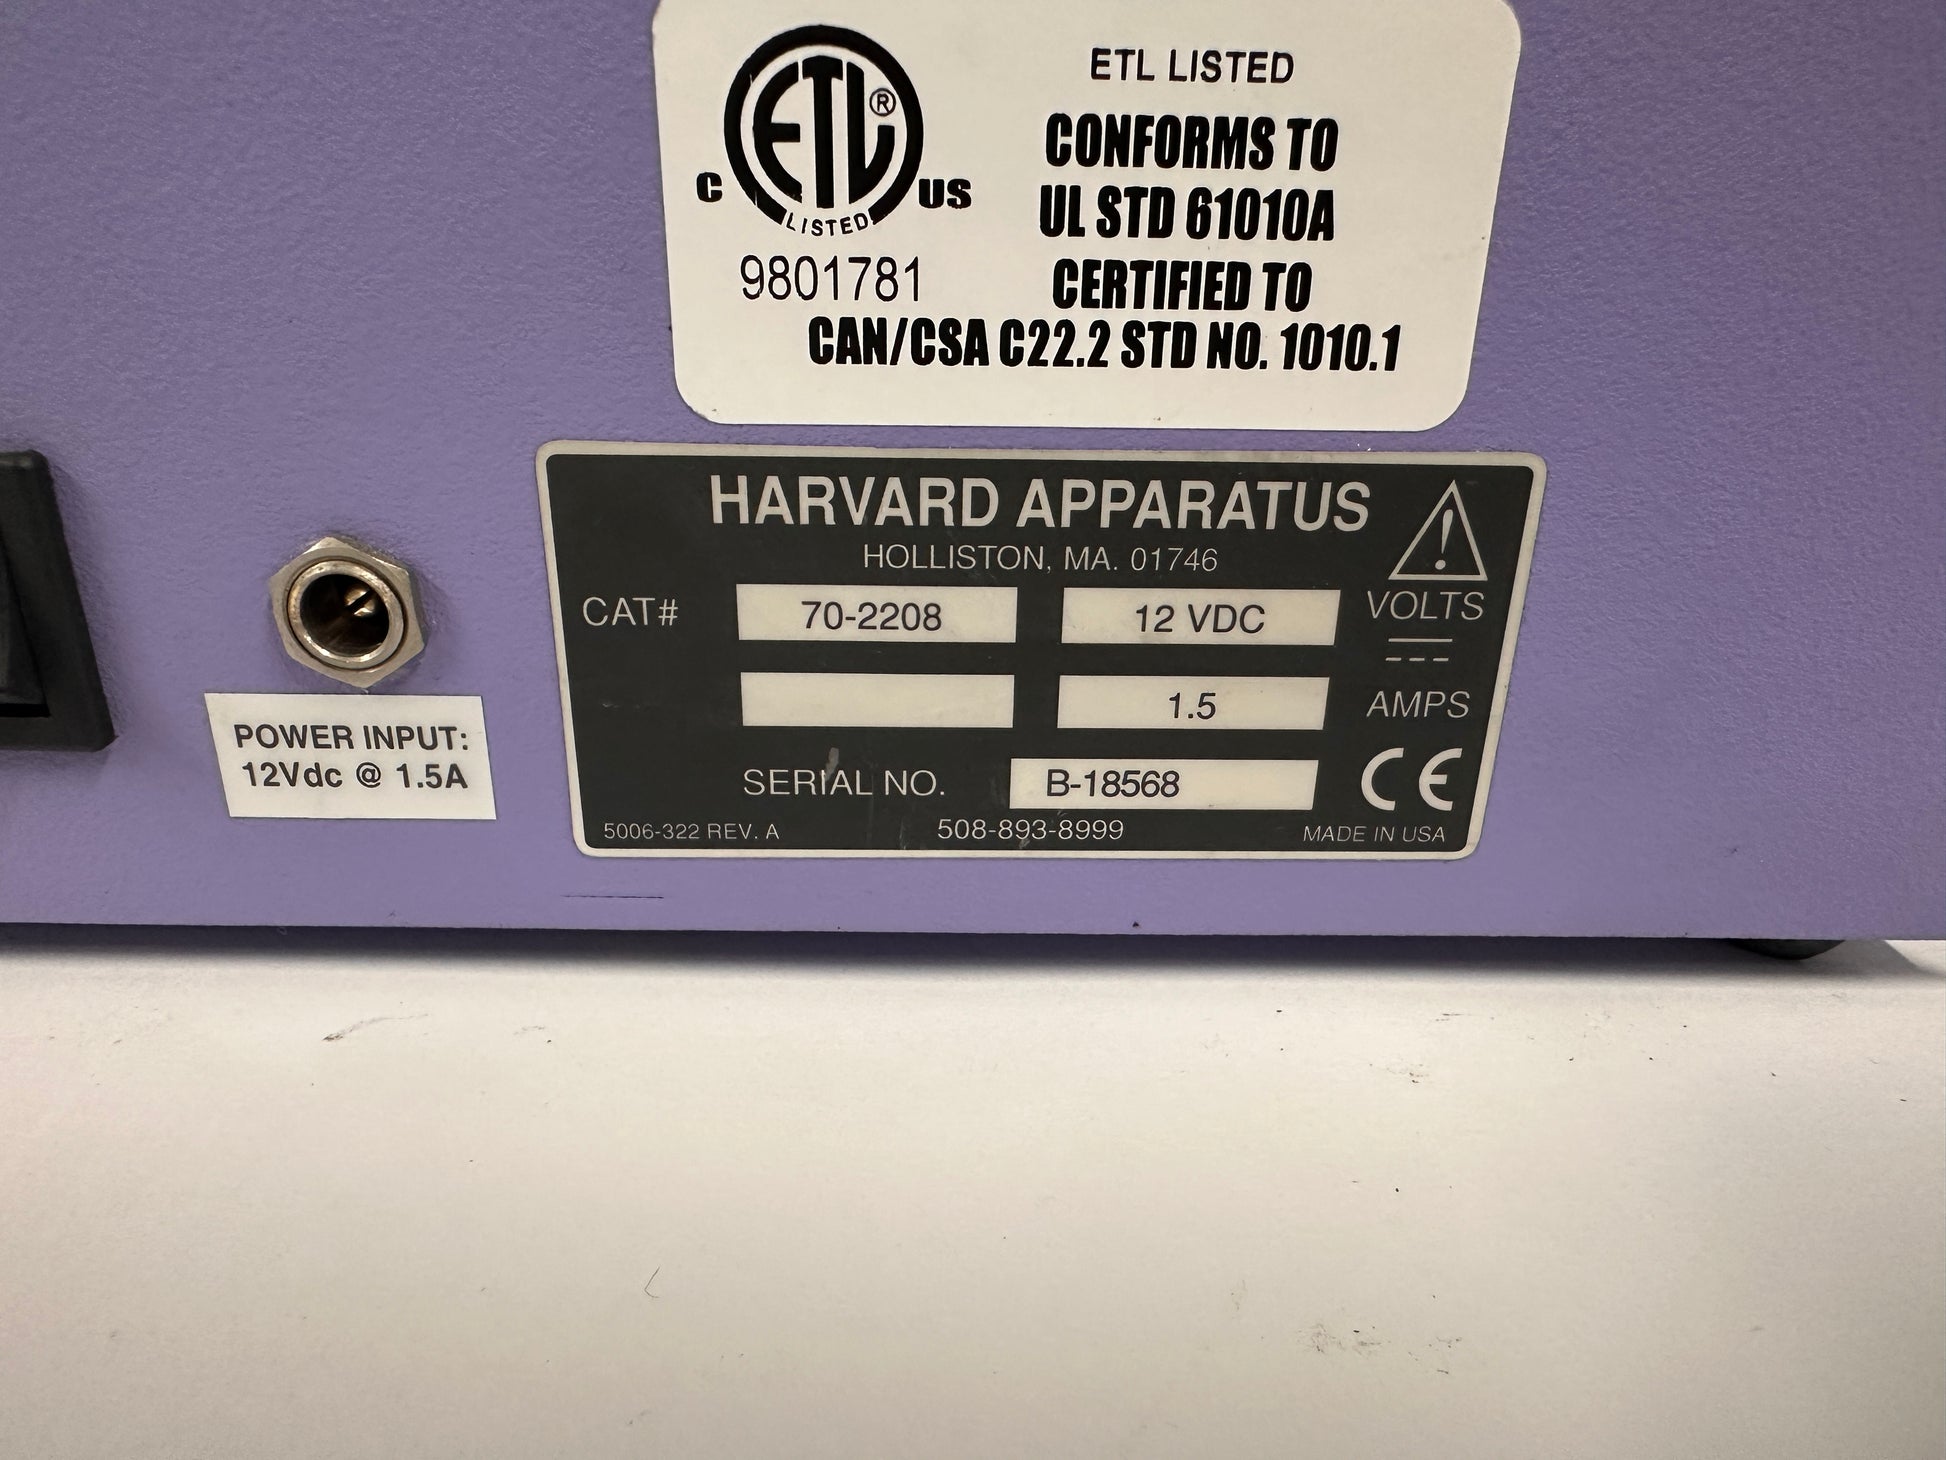 ETL LISTED
CONFORMS TO
UL STD 61010A
CERTIFIED TO
CAN/CSA C22.2 STD NO. 1010.1
ETL ®
C US
LISTED
9801781
HARVARD APPARATUS
HOLLISTON, MA. 01746
CAT# 70-2208 12 VDC VOLTS
1.5 AMPS
SERIAL NO. B-18568 CE
5006-322 REV. A 508-893-8999 MADE IN USA
POWER INPUT:
12Vdc @ 1.5A